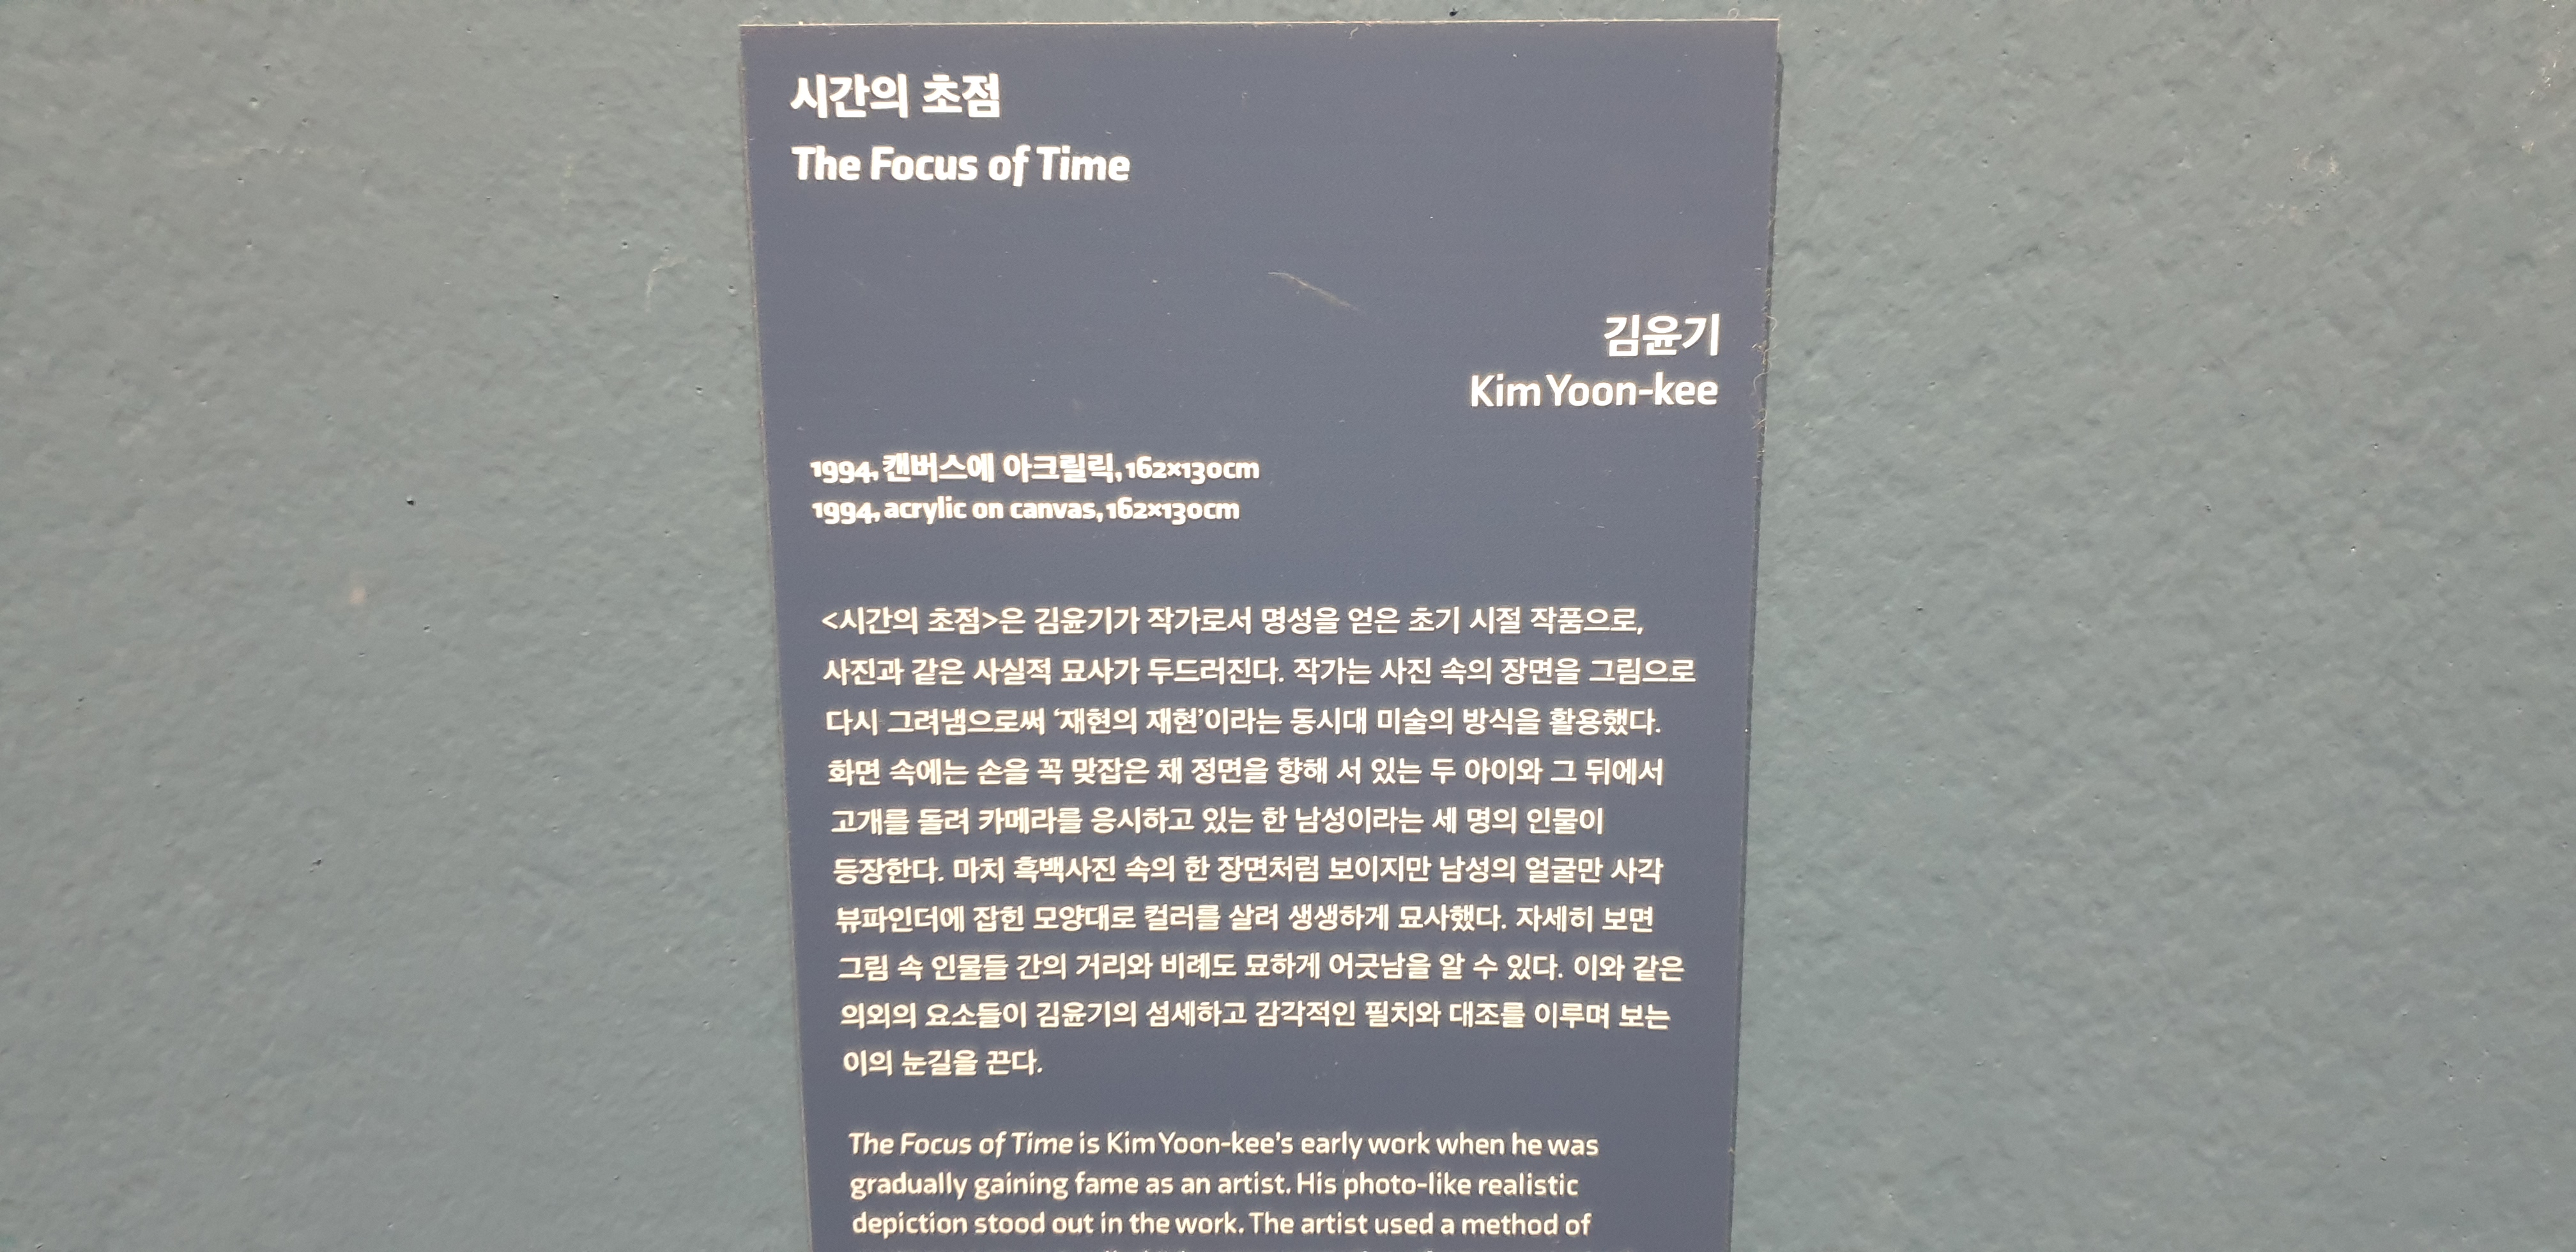 시간의 초점
The Focus of Time
김윤기
Kim Yoon-kee
1994, 캔버스에 아크릴릭, 162×130cm
1994, acrylic on canvas, 162×130cm
<시간의 초점>은 김윤기가 작가로서 명성을 얻은 초기 시절 작품으로,
사진과 같은 사실적 묘사가 두드러진다. 작가는 사진 속의 장면을 그림으로
다시 그려냄으로써 ‘재현의 재현’이라는 동시대 미술의 방식을 활용했다.
화면 속에는 손을 꼭 맞잡은 채 정면을 향해 서 있는 두 아이와 그 뒤에서
고개를 돌려 카메라를 응시하고 있는 한 남성이라는 세 명의 인물이
등장한다. 마치 흑백사진 속의 한 장면처럼 보이지만 남성의 얼굴만 사각
뷰파인더에 잡힌 모양대로 컬러를 살려 생생하게 묘사했다. 자세히 보면
그림 속 인물들 간의 거리와 비례도 묘하게 어긋남을 알 수 있다. 이와 같은
의외의 요소들이 김윤기의 섬세하고 감각적인 필치와 대조를 이루며 보는
이의 눈길을 끈다.
The Focus of Time is Kim Yoon-kee's early work when he was
gradually gaining fame as an artist. His photo-like realistic
depiction stood out in the work. The artist used a method of